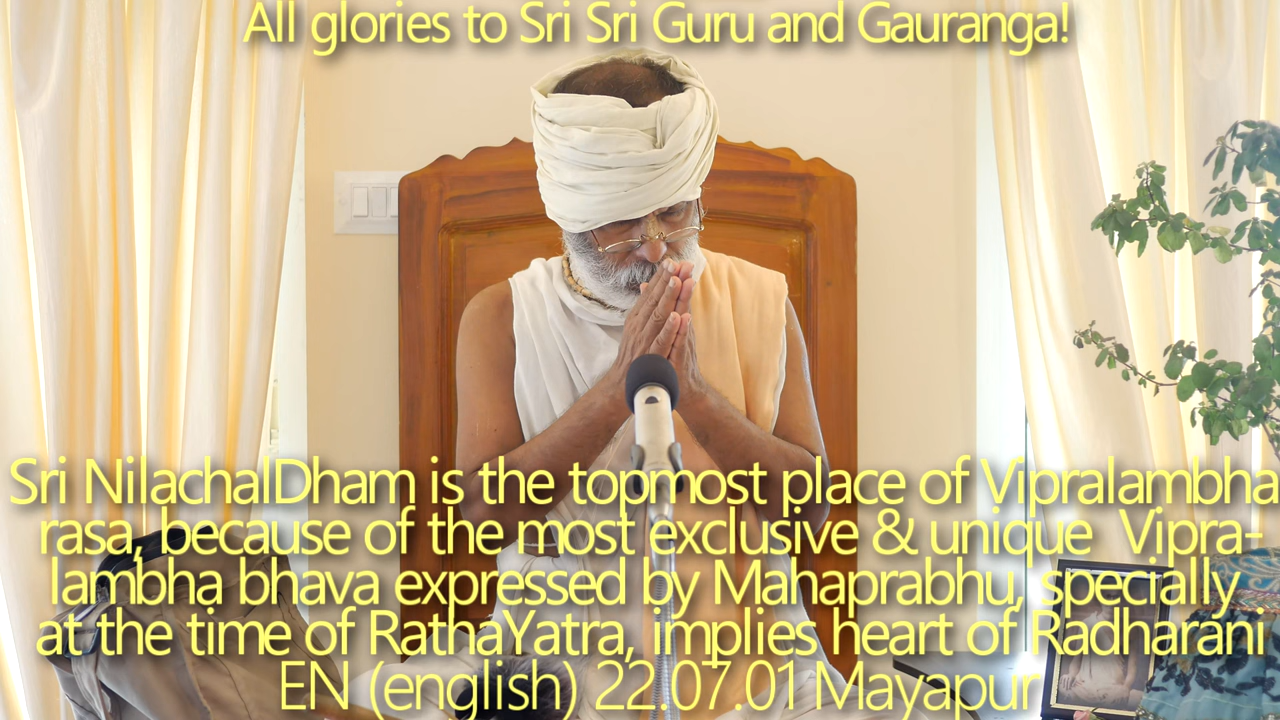 All glories to Sri Sri Guru and Gauranga!
Sri NilachalDham is the topmost place of Vipralambha
rasa, because of the most exclusive & unique Vipra-
lambha bhava expressed by Mahaprabhu, specially
at the time of RathaYatra, implies heart of Radharani
EN (english) 22.07.01 Mayapur